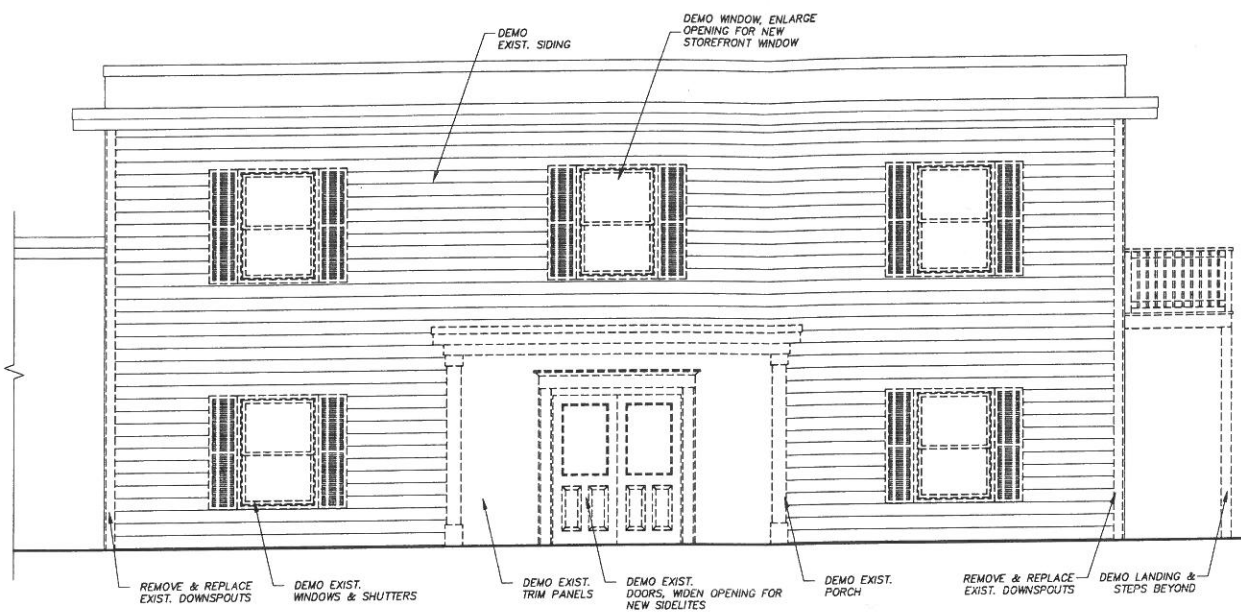 DEMO
EXIST. SIDING
DEMO WINDOW, ENLARGE
OPENING FOR NEW
STOREFRONT WINDOW
REMOVE & REPLACE
EXIST. DOWNSPOUTS
DEMO EXIST.
WINDOWS & SHUTTERS
DEMO EXIST.
TRIM PANELS
DEMO EXIST.
DOORS, WIDEN OPENING FOR
NEW SIDELITES
DEMO EXIST.
PORCH
REMOVE & REPLACE
EXIST. DOWNSPOUTS
DEMO LANDING &
STEPS BEYOND